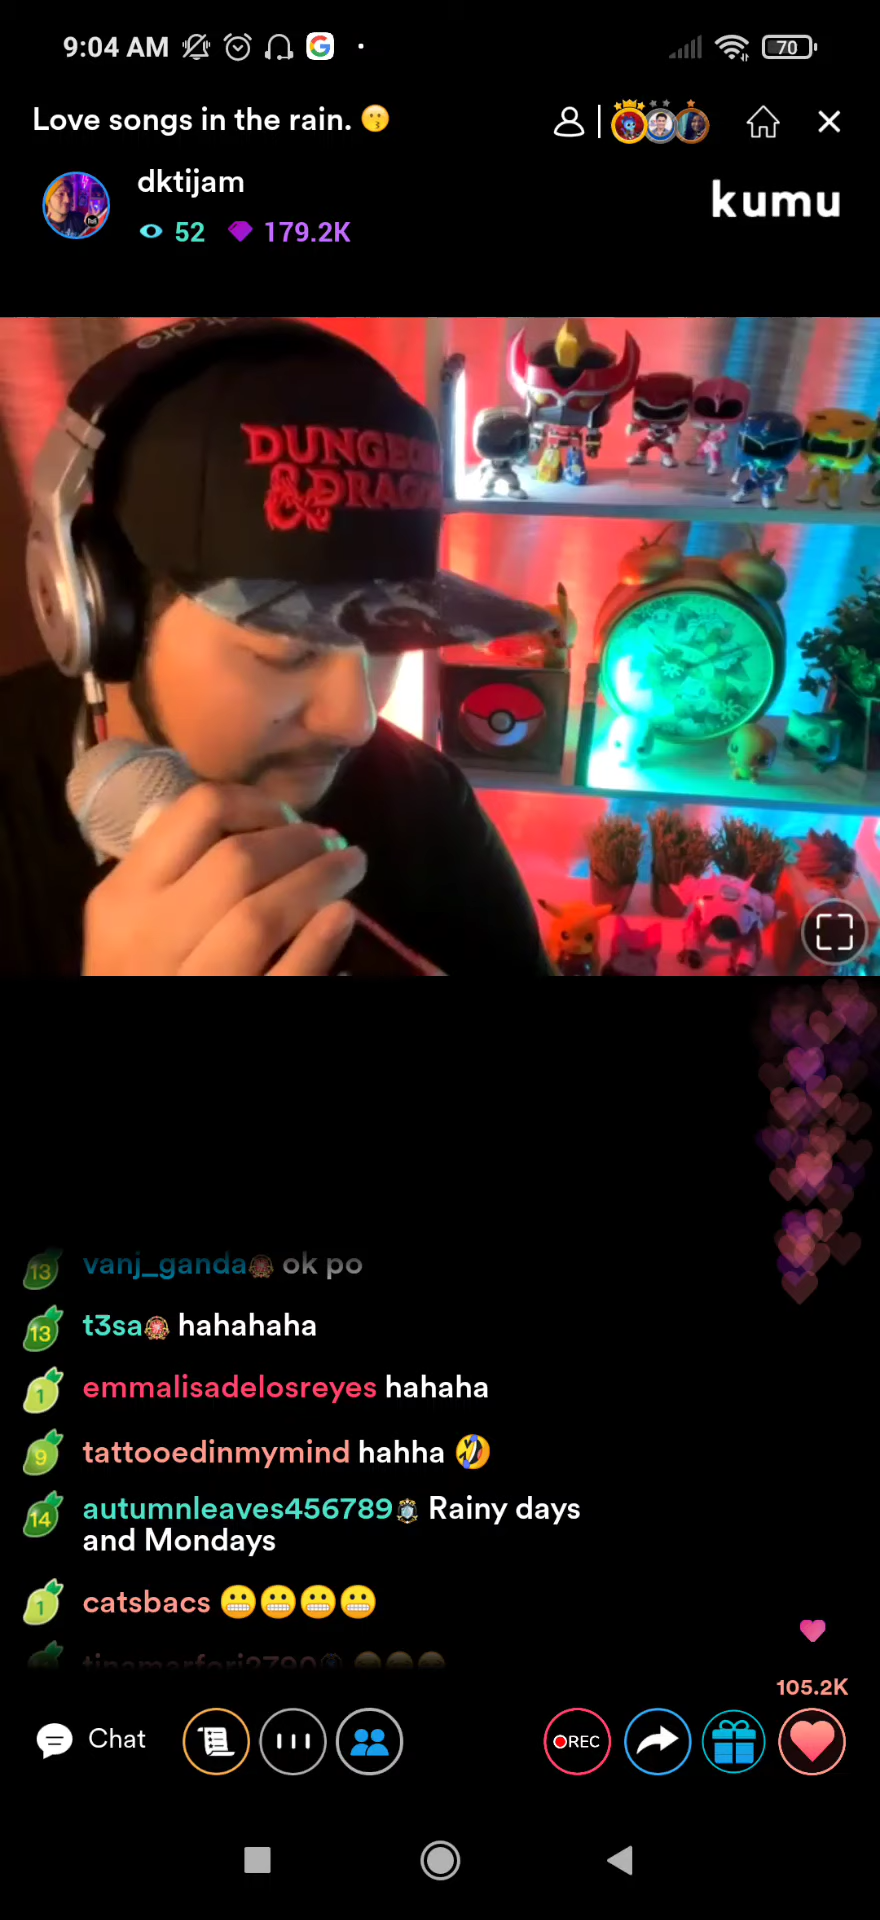 9:04 AM
70
Love songs in the rain. 😗
dktijam
52 179.2K
kumu
DUNGEO
& DRAGO
13 vanj_ganda ok po
13 t3sa hahahaha
1 emmalisadelosreyes hahaha
9 tattooedinmymind hahha 🤣
14 autumnleaves456789 Rainy days
and Mondays
1 catsbacs 😬😬😬😬
105.2K
Chat
REC